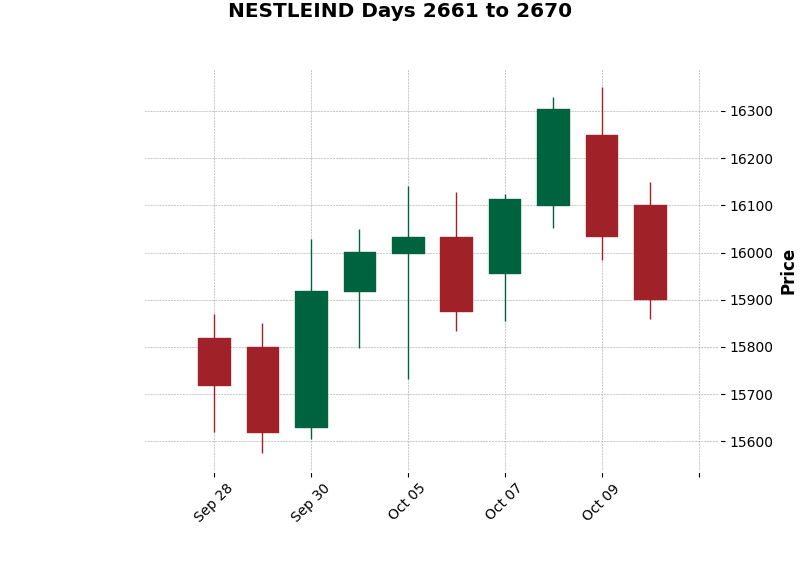 NESTLEIND Days 2661 to 2670
16300
16200
16100
16000
15900
15800
15700
15600
Price
Sep 28
Sep 30
Oct 05
Oct 07
Oct 09